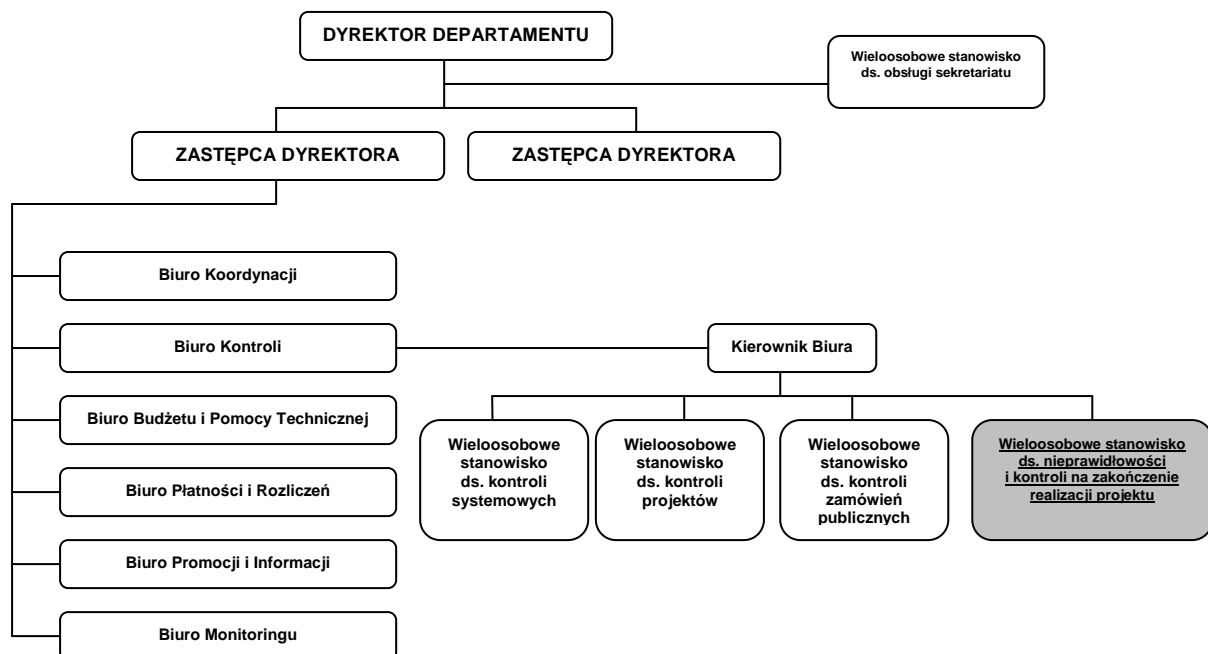 DYREKTOR DEPARTAMENTU
Wieloosobowe stanowisko
ds. obsługi sekretariatu
ZASTĘPCA DYREKTORA
ZASTĘPCA DYREKTORA
Biuro Koordynacji
Biuro Kontroli
Kierownik Biura
Biuro Budżetu i Pomocy Technicznej
Wieloosobowe
stanowisko
ds. kontroli
systemowych
Wieloosobowe
stanowisko
ds. kontroli
projektów
Wieloosobowe
stanowisko
ds. kontroli
zamówień
publicznych
Wieloosobowe stanowisko
ds. nieprawidłowości
i kontroli na zakończenie
realizacji projektu
Biuro Płatności i Rozliczeń
Biuro Promocji i Informacji
Biuro Monitoringu